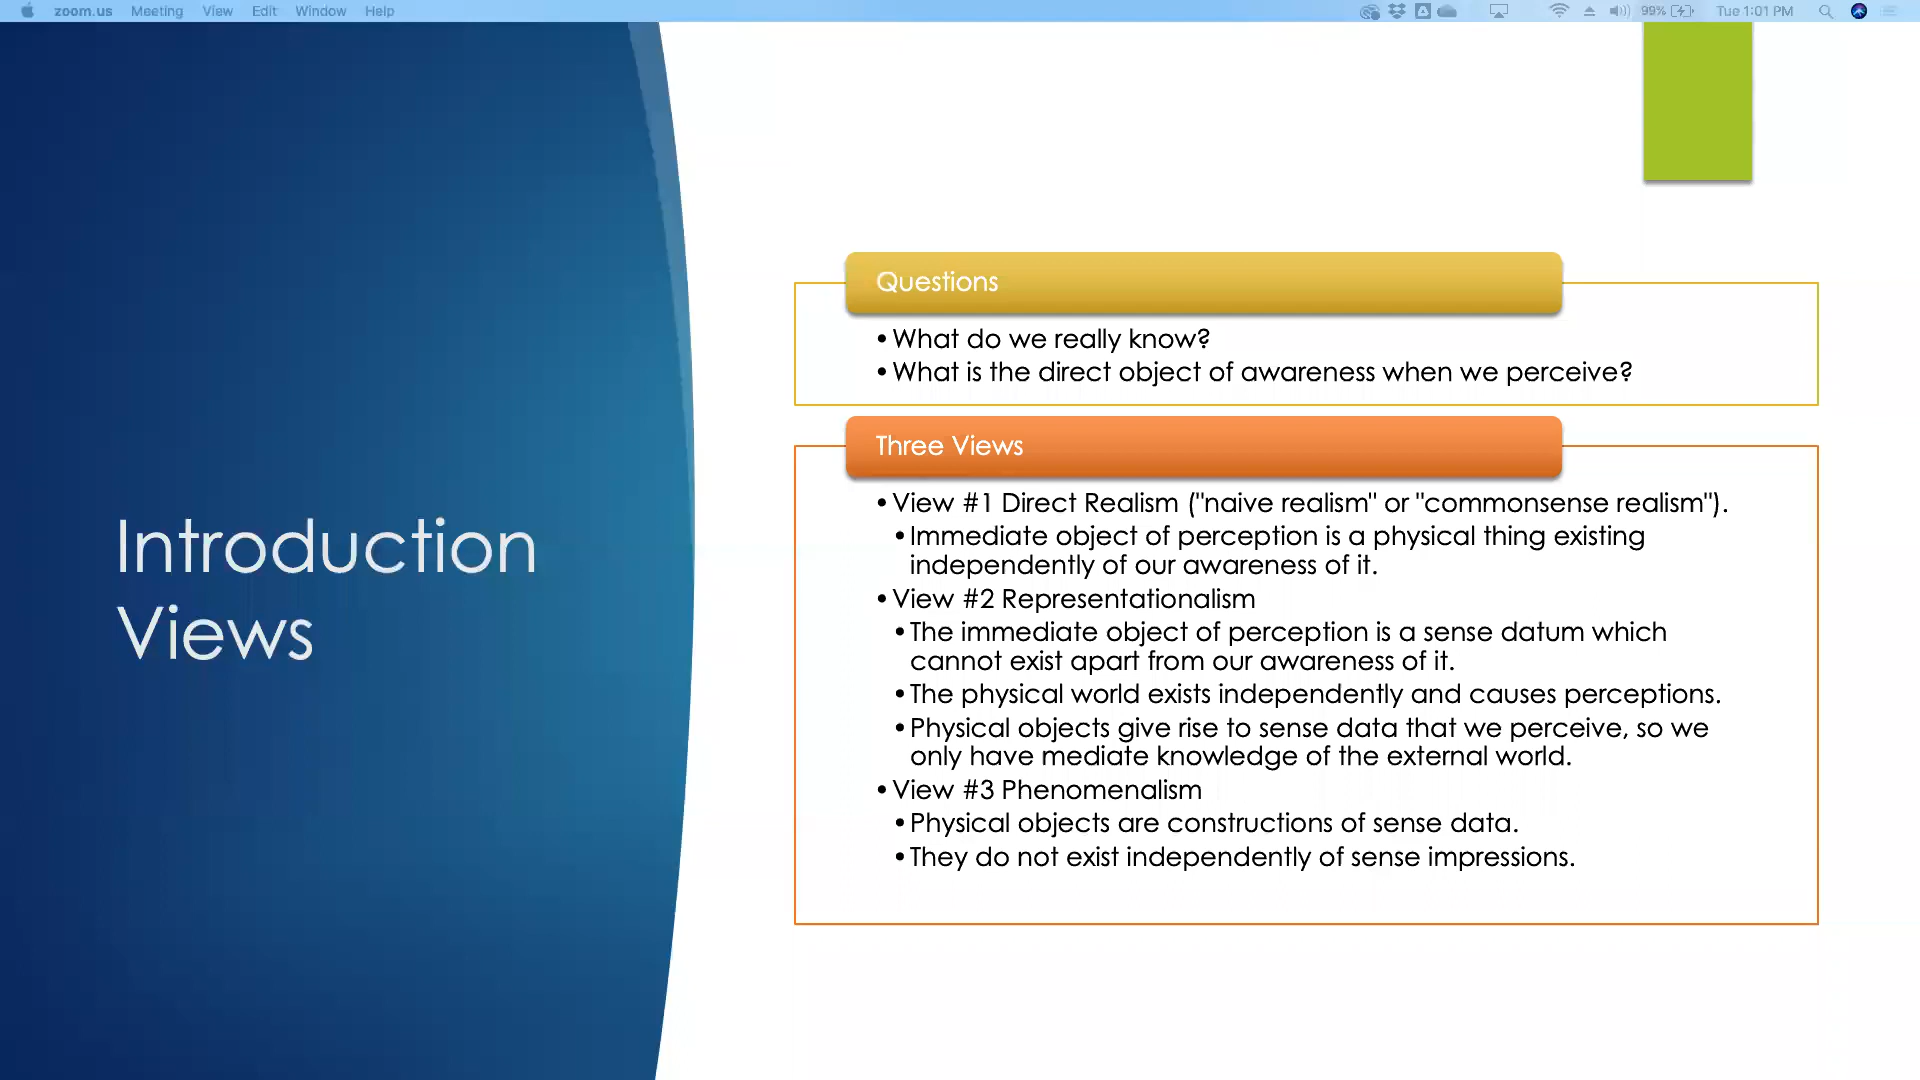 zoom.us Meeting View Edit Window Help 99% Tue 1:01 PM
Introduction
Views
Questions
•What do we really know?
•What is the direct object of awareness when we perceive?
Three Views
•View #1 Direct Realism ("naive realism" or "commonsense realism").
•Immediate object of perception is a physical thing existing
independently of our awareness of it.
•View #2 Representationalism
•The immediate object of perception is a sense datum which
cannot exist apart from our awareness of it.
•The physical world exists independently and causes perceptions.
•Physical objects give rise to sense data that we perceive, so we
only have mediate knowledge of the external world.
•View #3 Phenomenalism
•Physical objects are constructions of sense data.
•They do not exist independently of sense impressions.